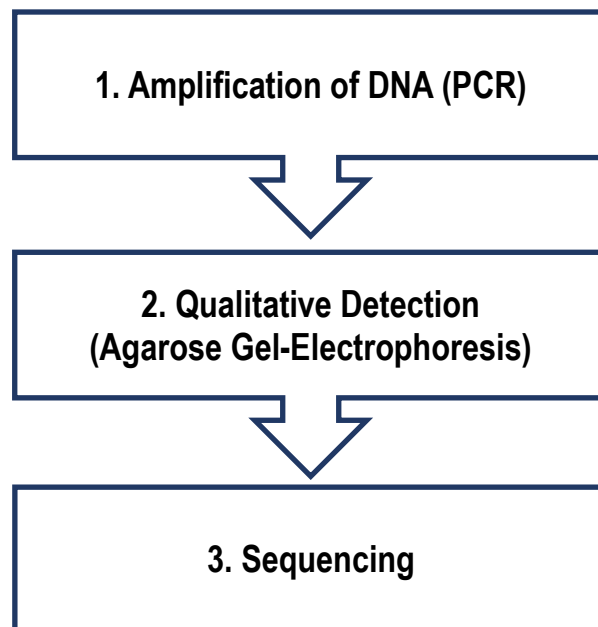 1. Amplification of DNA (PCR)
2. Qualitative Detection
(Agarose Gel-Electrophoresis)
3. Sequencing